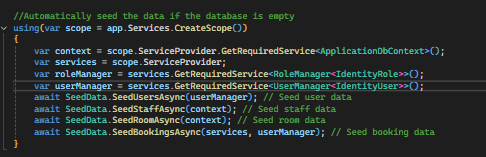 //Automatically seed the data if the database is empty
using(var scope = app.Services.CreateScope())
{
var context = scope.ServiceProvider.GetRequiredService<ApplicationDbContext>();
var services = scope.ServiceProvider;
var roleManager = services.GetRequiredService<RoleManager<IdentityRole>>();
var userManager = services.GetRequiredService<UserManager<IdentityUser>>();
await SeedData.SeedUsersAsync(userManager); // Seed user data
await SeedData.SeedStaffAsync(context); // Seed staff data
await SeedData.SeedRoomAsync(context); // Seed room data
await SeedData.SeedBookingsAsync(services, userManager); // Seed booking data
}